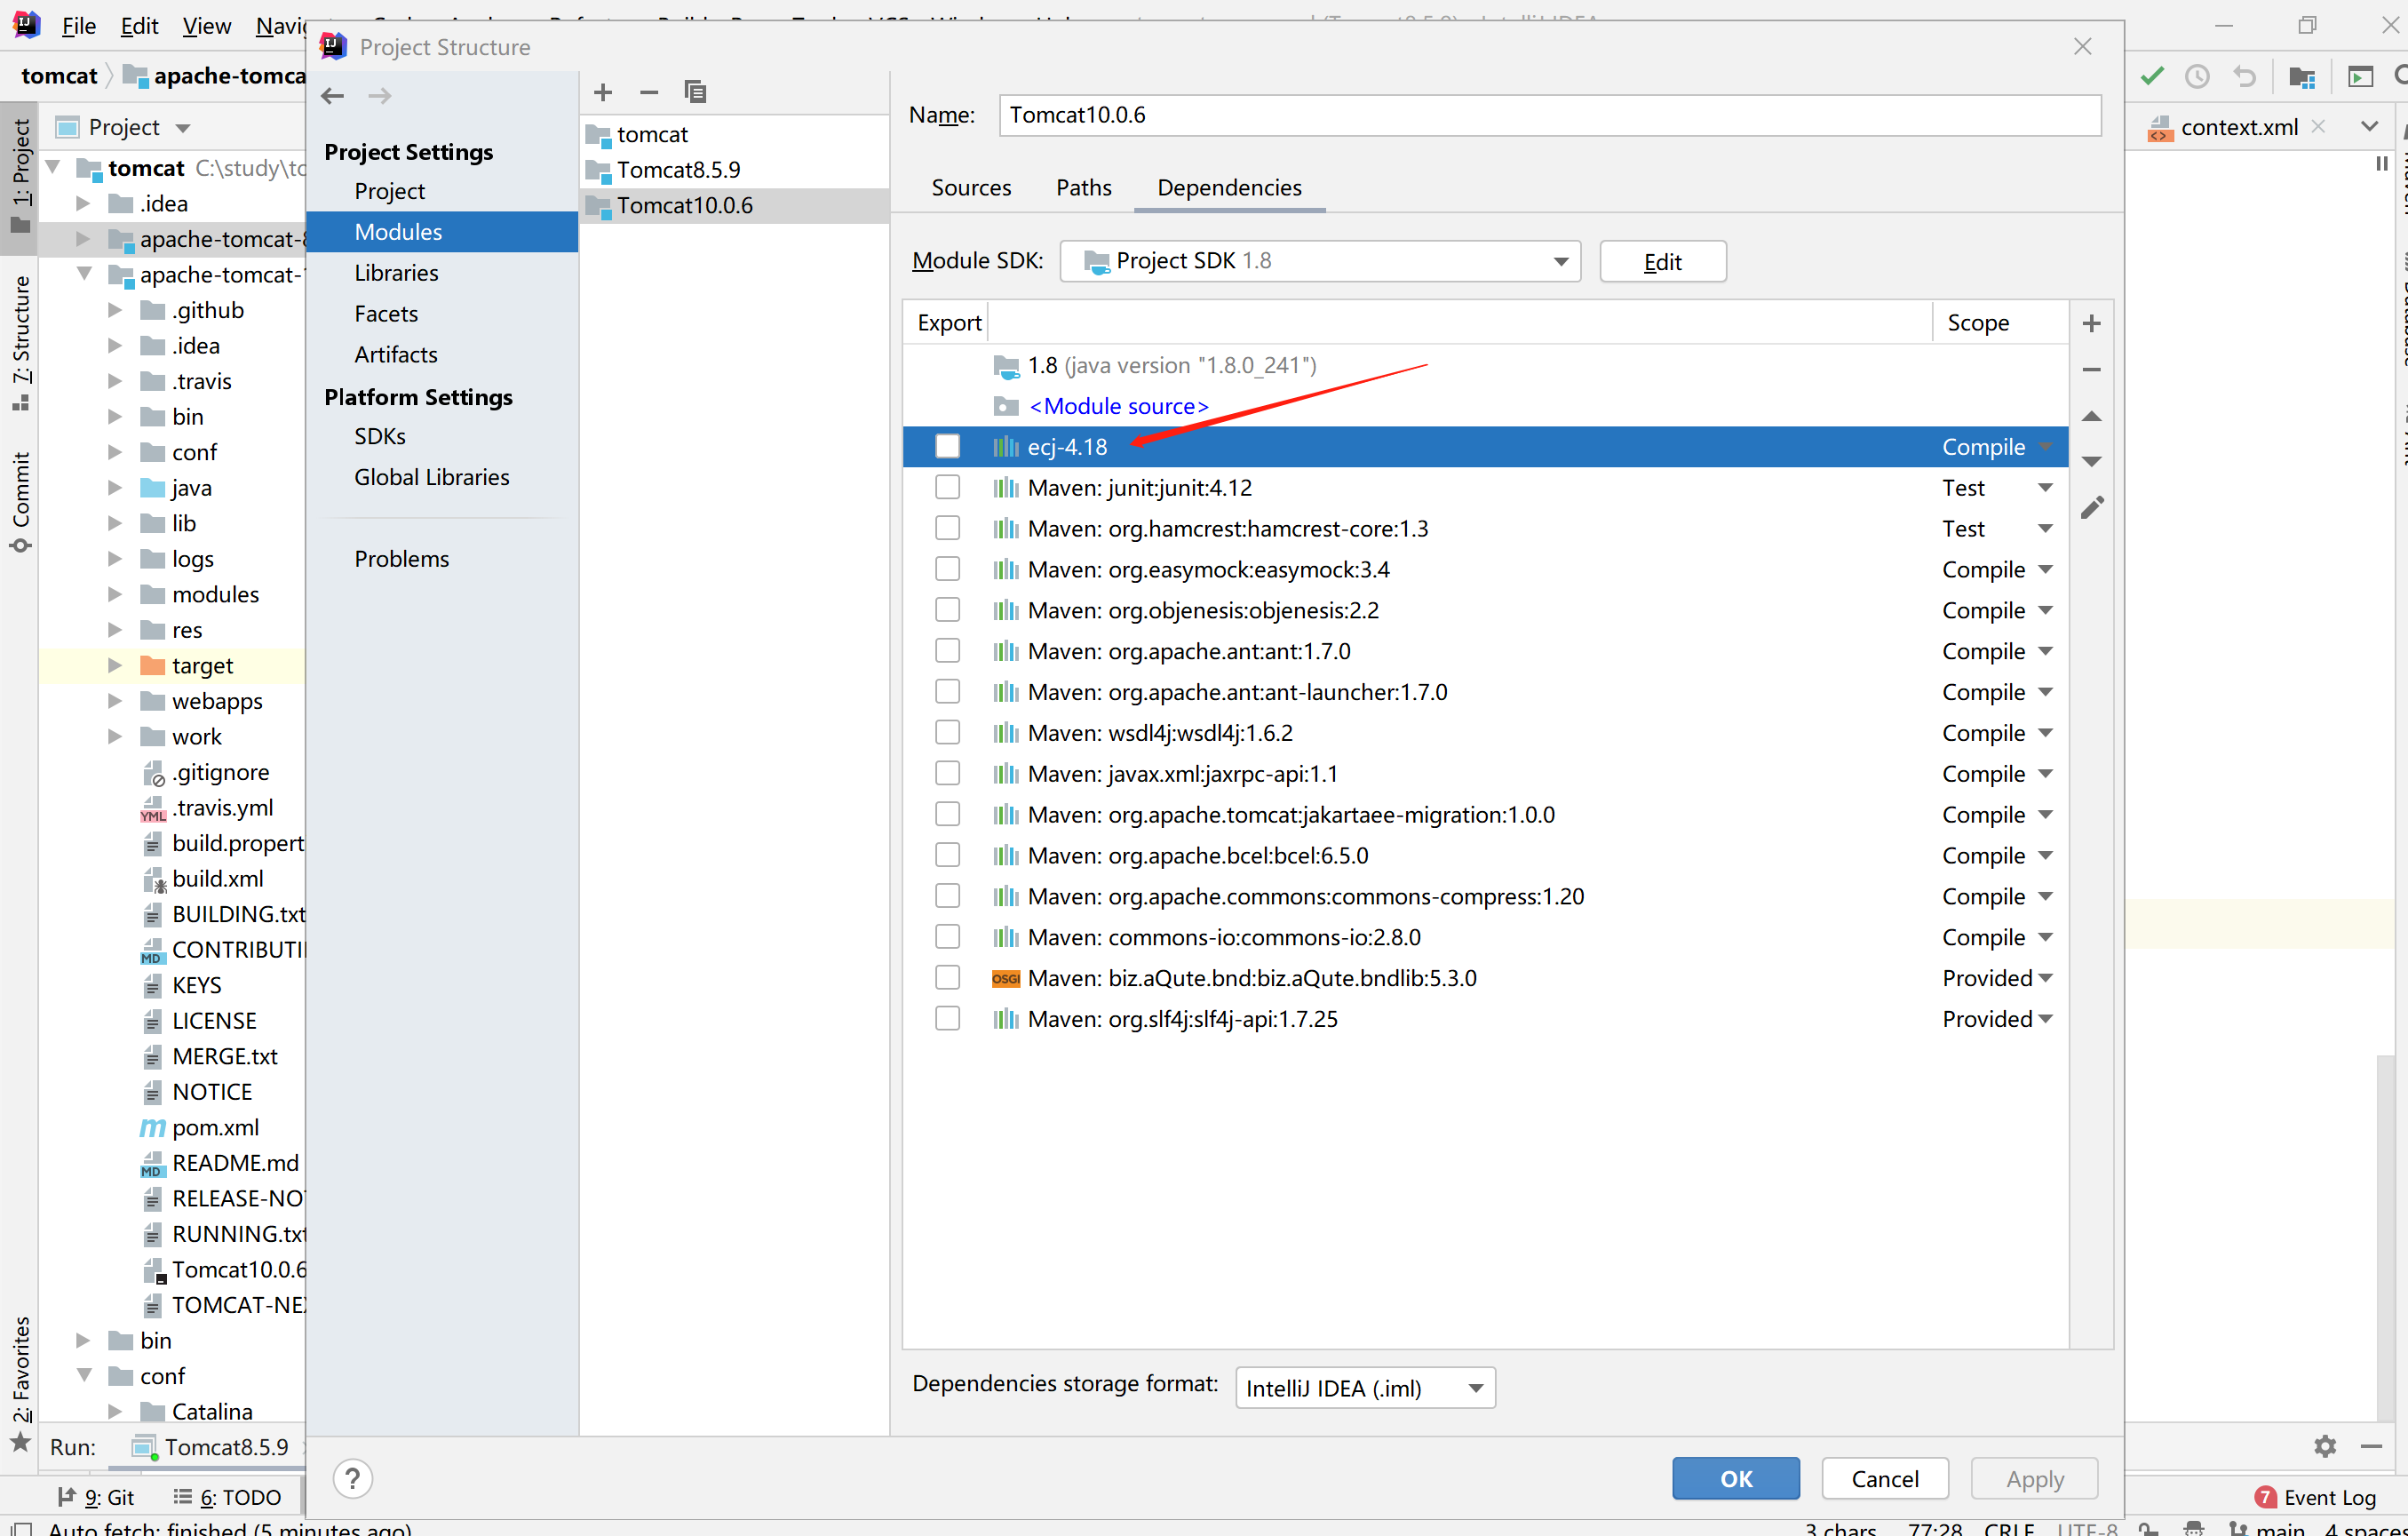 File Edit View Navig
Project Structure
tomcat apache-tomca
1: Project
7: Structure
Commit
2: Favorites
Project
tomcat C:\study\to
.idea
apache-tomcat-8
apache-tomcat-1
.github
.idea
.travis
bin
conf
java
lib
logs
modules
res
target
webapps
work
.gitignore
.travis.yml
build.propert
build.xml
BUILDING.txt
CONTRIBUTI
KEYS
LICENSE
MERGE.txt
NOTICE
pom.xml
README.md
RELEASE-NO
RUNNING.txt
Tomcat10.0.6
TOMCAT-NE
bin
conf
Catalina
Project Settings
Project
Modules
Libraries
Facets
Artifacts
Platform Settings
SDKs
Global Libraries
Problems
tomcat
Tomcat8.5.9
Tomcat10.0.6
Name: Tomcat10.0.6
Sources Paths Dependencies
Module SDK: Project SDK 1.8 Edit
Export Scope
1.8 (java version "1.8.0_241")
<Module source>
ecj-4.18 Compile
Maven: junit:junit:4.12 Test
Maven: org.hamcrest:hamcrest-core:1.3 Test
Maven: org.easymock:easymock:3.4 Compile
Maven: org.objenesis:objenesis:2.2 Compile
Maven: org.apache.ant:ant:1.7.0 Compile
Maven: org.apache.ant:ant-launcher:1.7.0 Compile
Maven: wsdl4j:wsdl4j:1.6.2 Compile
Maven: javax.xml:jaxrpc-api:1.1 Compile
Maven: org.apache.tomcat:jakartaee-migration:1.0.0 Compile
Maven: org.apache.bcel:bcel:6.5.0 Compile
Maven: org.apache.commons:commons-compress:1.20 Compile
Maven: commons-io:commons-io:2.8.0 Compile
OSGI Maven: biz.aQute.bnd:biz.aQute.bndlib:5.3.0 Provided
Maven: org.slf4j:slf4j-api:1.7.25 Provided
Dependencies storage format: IntelliJ IDEA (.iml)
? OK Cancel Apply
context.xml
Run: Tomcat8.5.9
9: Git 6: TODO
7 Event Log
Auto fetch: finished (5 minutes ago)
3 chars 77:28 CRLF UTF-8 main 4 spaces